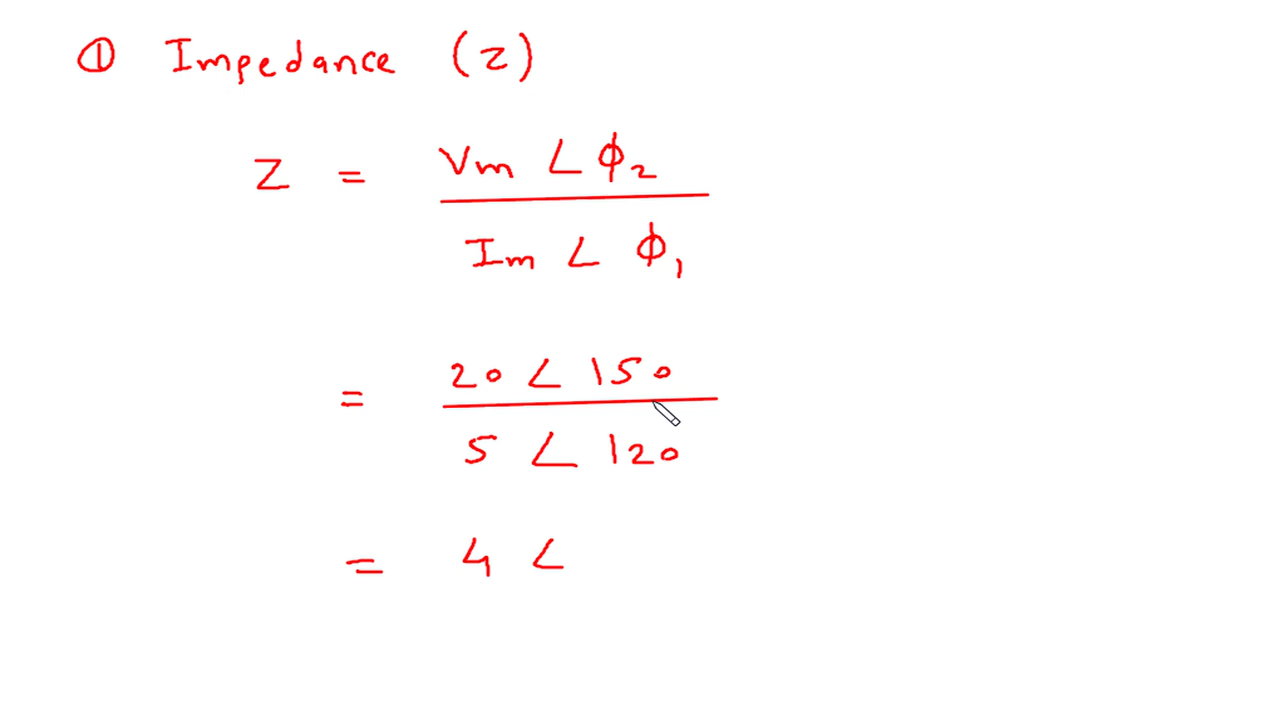 ① Impedance (z)
Z = Vm ∠ ϕ₂
Im ∠ ϕ₁
= 20 ∠ 150
5 ∠ 120
= 4 ∠